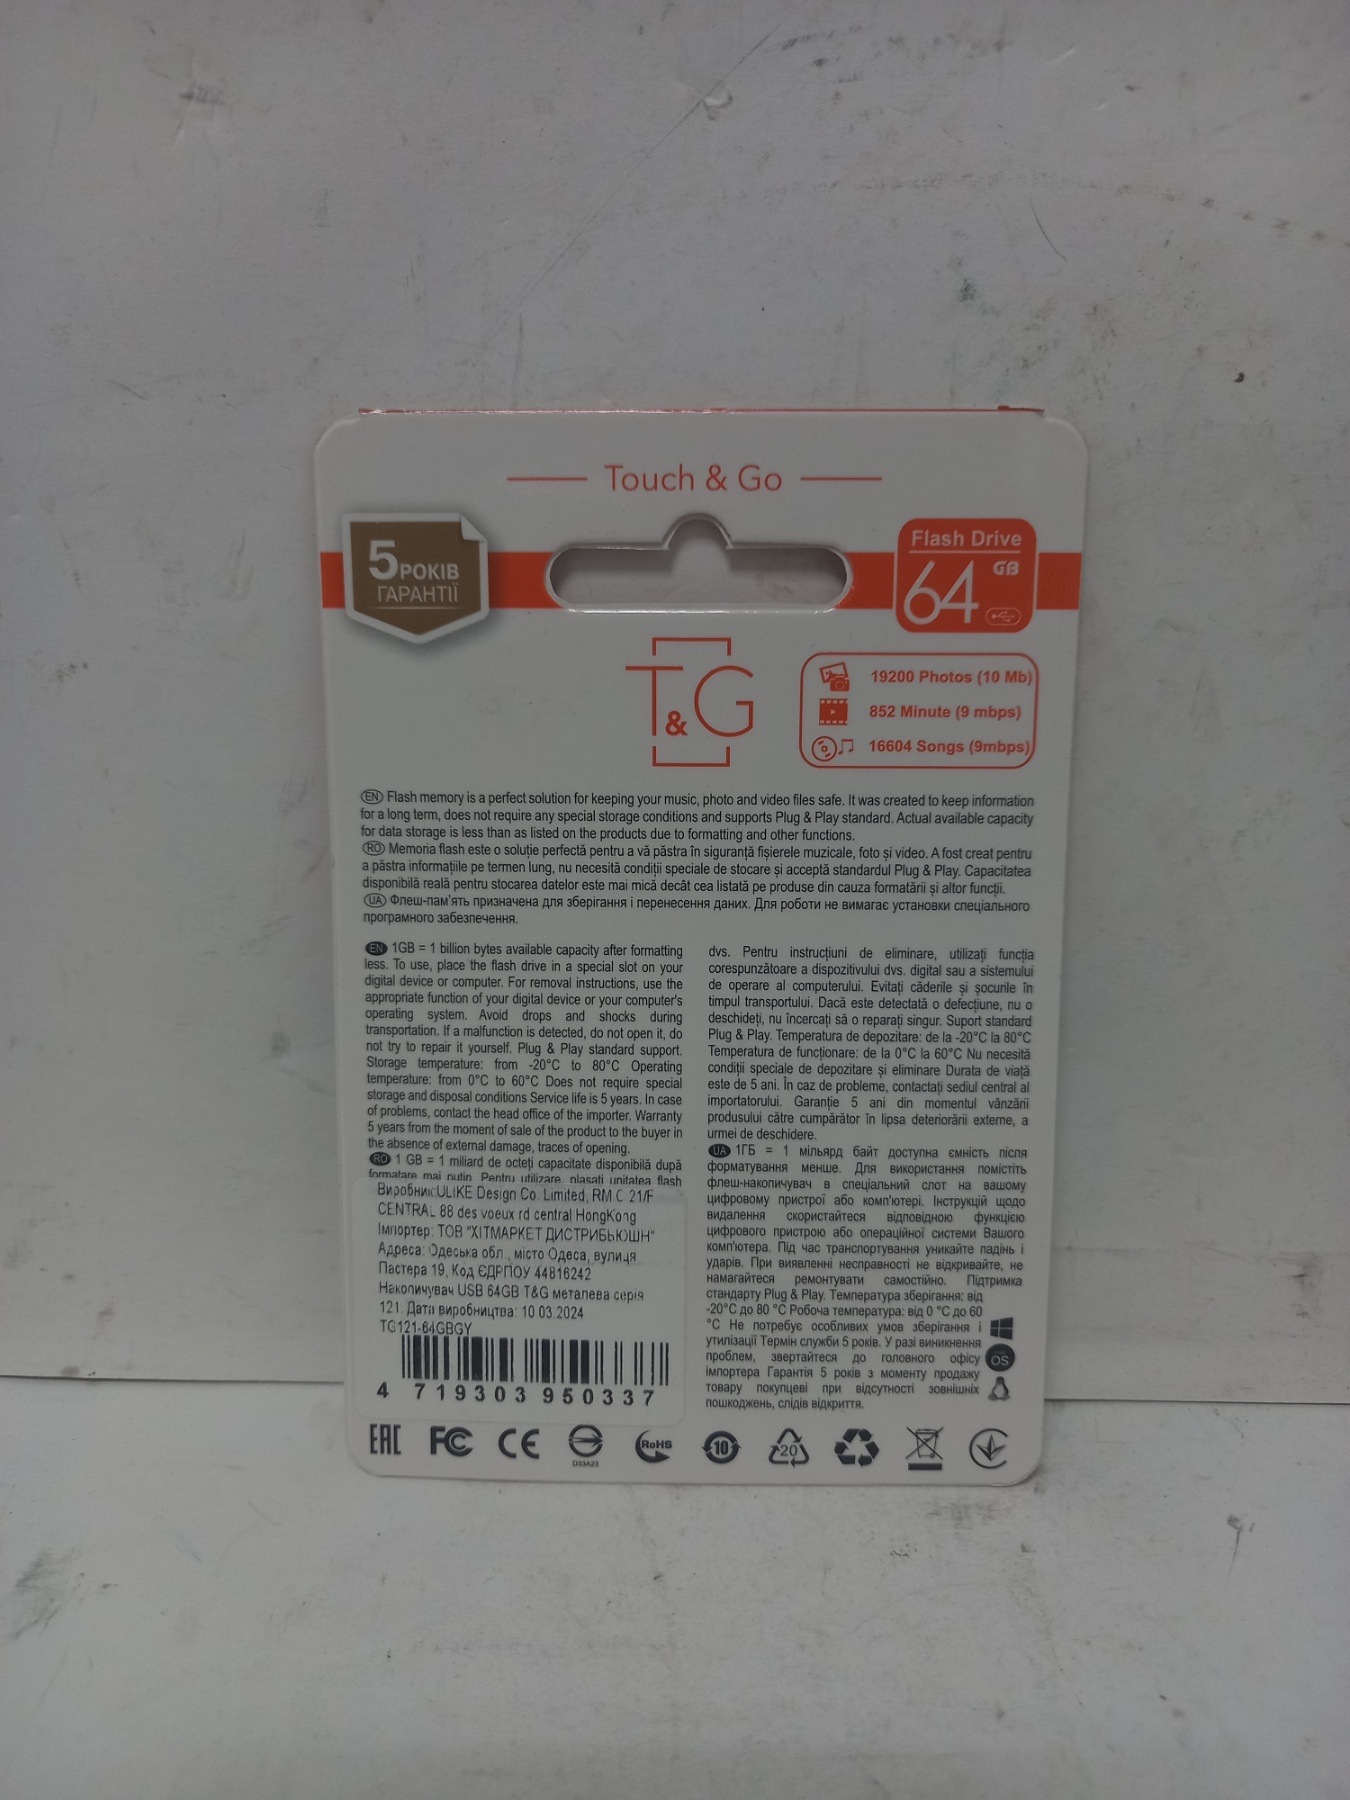 Touch & Go
5 РОКІВ
ГАРАНТІЇ
Flash Drive
64 GB
T&G
19200 Photos (10 Mb)
852 Minute (9 mbps)
16604 Songs (9mbps)
EN Flash memory is a perfect solution for keeping your music, photo and video files safe. It was created to keep information
for a long term, does not require any special storage conditions and supports Plug & Play standard. Actual available capacity
for data storage is less than as listed on the products due to formatting and other functions.
RO Memoria flash este o soluție perfectă pentru a vă păstra în siguranță fișierele muzicale, foto și video. A fost creat pentru
a păstra informațiile pe termen lung, nu necesită condiții speciale de stocare și acceptă standardul Plug & Play. Capacitatea
disponibilă reală pentru stocarea datelor este mai mică decât cea listată pe produse din cauza formatării și altor funcții.
UA Флеш-пам'ять призначена для зберігання і перенесення даних. Для роботи не вимагає установки спеціального
програмного забезпечення.
EN 1GB = 1 billion bytes available capacity after formatting
less. To use, place the flash drive in a special slot on your
digital device or computer. For removal instructions, use the
appropriate function of your digital device or your computer's
operating system. Avoid drops and shocks during
transportation. If a malfunction is detected, do not open it, do
not try to repair it yourself. Plug & Play standard support.
Storage temperature: from -20°C to 80°C Operating
temperature: from 0°C to 60°C Does not require special
storage and disposal conditions Service life is 5 years. In case
of problems, contact the head office of the importer. Warranty
5 years from the moment of sale of the product to the buyer in
the absence of external damage, traces of opening.
RO 1 GB = 1 miliard de octeți capacitate disponibilă după
formatare mai puțin. Pentru utilizare, plasați unitatea flash
Виробник:ULIKE Design Co. Limited, RM C 21/F
CENTRAL 88 des voeux rd central HongKong
Імпортер: ТОВ "ХІТМАРКЕТ ДИСТРИБЬЮШН"
Адреса: Одеська обл., місто Одеса, вулиця
Пастера 19, Код ЄДРПОУ 44816242
Накопичувач USB 64GB T&G металева серія
121. Дата виробництва: 10.03.2024
TG121-64GBGY
4 719303 950337
dvs. Pentru instrucțiuni de eliminare, utilizați funcția
corespunzătoare a dispozitivului dvs. digital sau a sistemului
de operare al computerului. Evitați căderile și șocurile în
timpul transportului. Dacă este detectată o defecțiune, nu o
deschideți, nu încercați să o reparați singur. Suport standard
Plug & Play. Temperatura de depozitare: de la -20°C la 80°C
Temperatura de funcționare: de la 0°C la 60°C Nu necesită
condiții speciale de depozitare și eliminare Durata de viață
este de 5 ani. În caz de probleme, contactați sediul central al
importatorului. Garanție 5 ani din momentul vânzării
produsului către cumpărător în lipsa deteriorării externe, a
urmei de deschidere.
UA 1ГБ = 1 мільярд байт доступна ємність після
форматування менше. Для використання помістіть
флеш-накопичувач в спеціальний слот на вашому
цифровому пристрої або комп'ютері. Інструкцій щодо
видалення скористайтеся відповідною функцією
цифрового пристрою або операційної системи Вашого
комп'ютера. Під час транспортування уникайте падінь і
ударів. При виявленні несправності не відкривайте, не
намагайтеся ремонтувати самостійно. Підтримка
стандарту Plug & Play. Температура зберігання: від
-20°C до 80 °C Робоча температура: від 0 °C до 60
°C Не потребує особливих умов зберігання і
утилізації Термін служби 5 років. У разі виникнення
проблем, звертайтеся до головного офісу
імпортера Гарантія 5 років з моменту продажу
товару покупцеві при відсутності зовнішніх
пошкоджень, слідів відкриття.
OS
EAC FC CE D33A23 RoHS 10 20